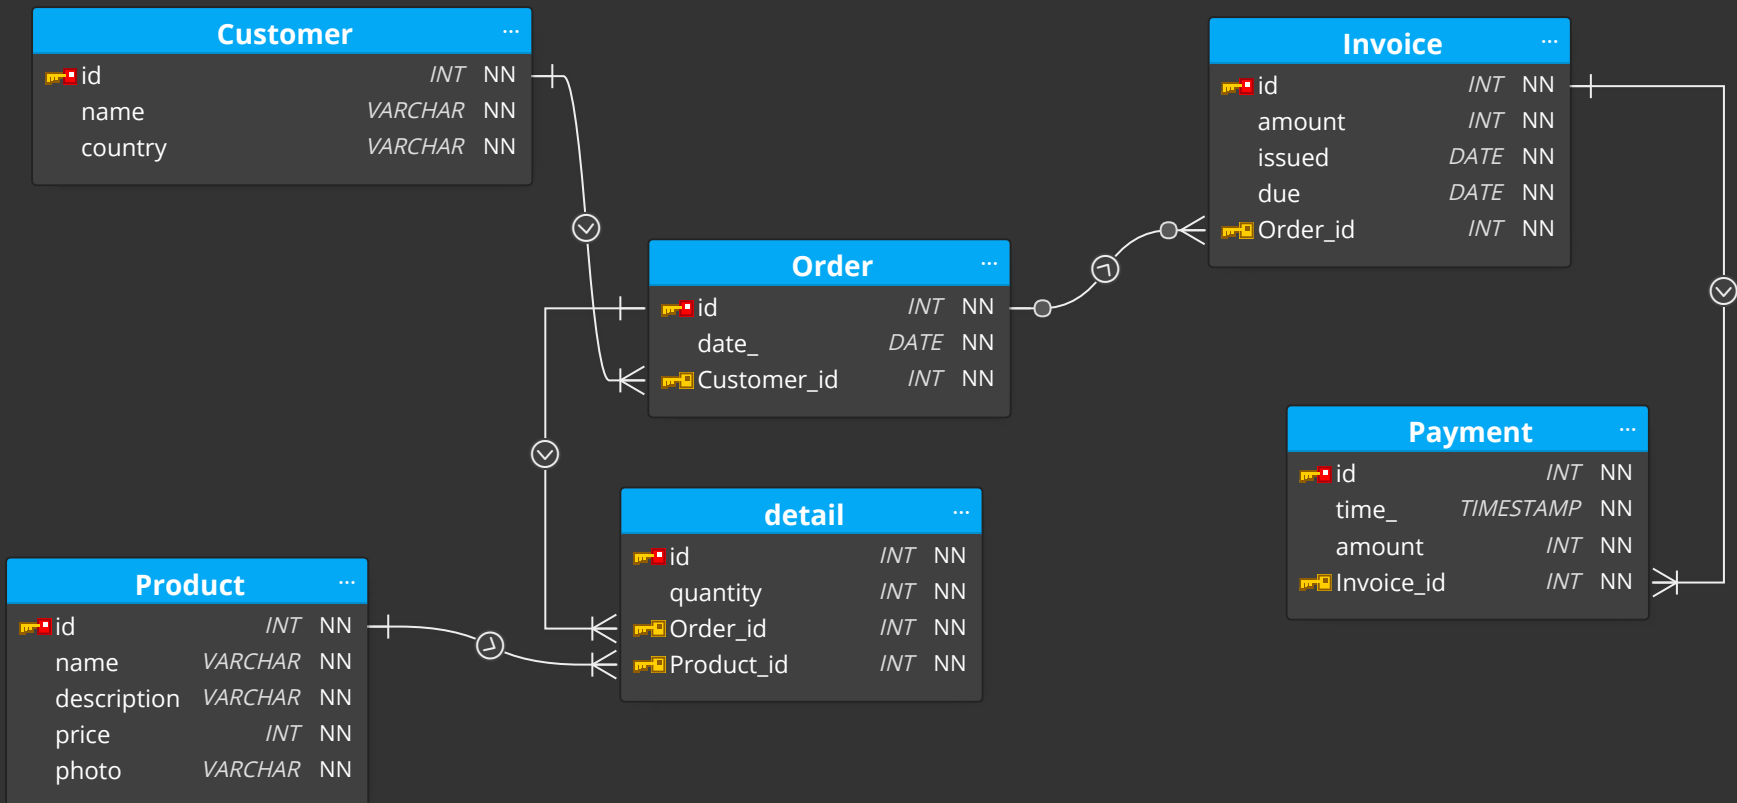 Customer ...
id INT NN
name VARCHAR NN
country VARCHAR NN
Invoice ...
id INT NN
amount INT NN
issued DATE NN
due DATE NN
Order_id INT NN
Order ...
id INT NN
date_ DATE NN
Customer_id INT NN
Payment ...
id INT NN
time_ TIMESTAMP NN
amount INT NN
Invoice_id INT NN
detail ...
id INT NN
quantity INT NN
Order_id INT NN
Product_id INT NN
Product ...
id INT NN
name VARCHAR NN
description VARCHAR NN
price INT NN
photo VARCHAR NN